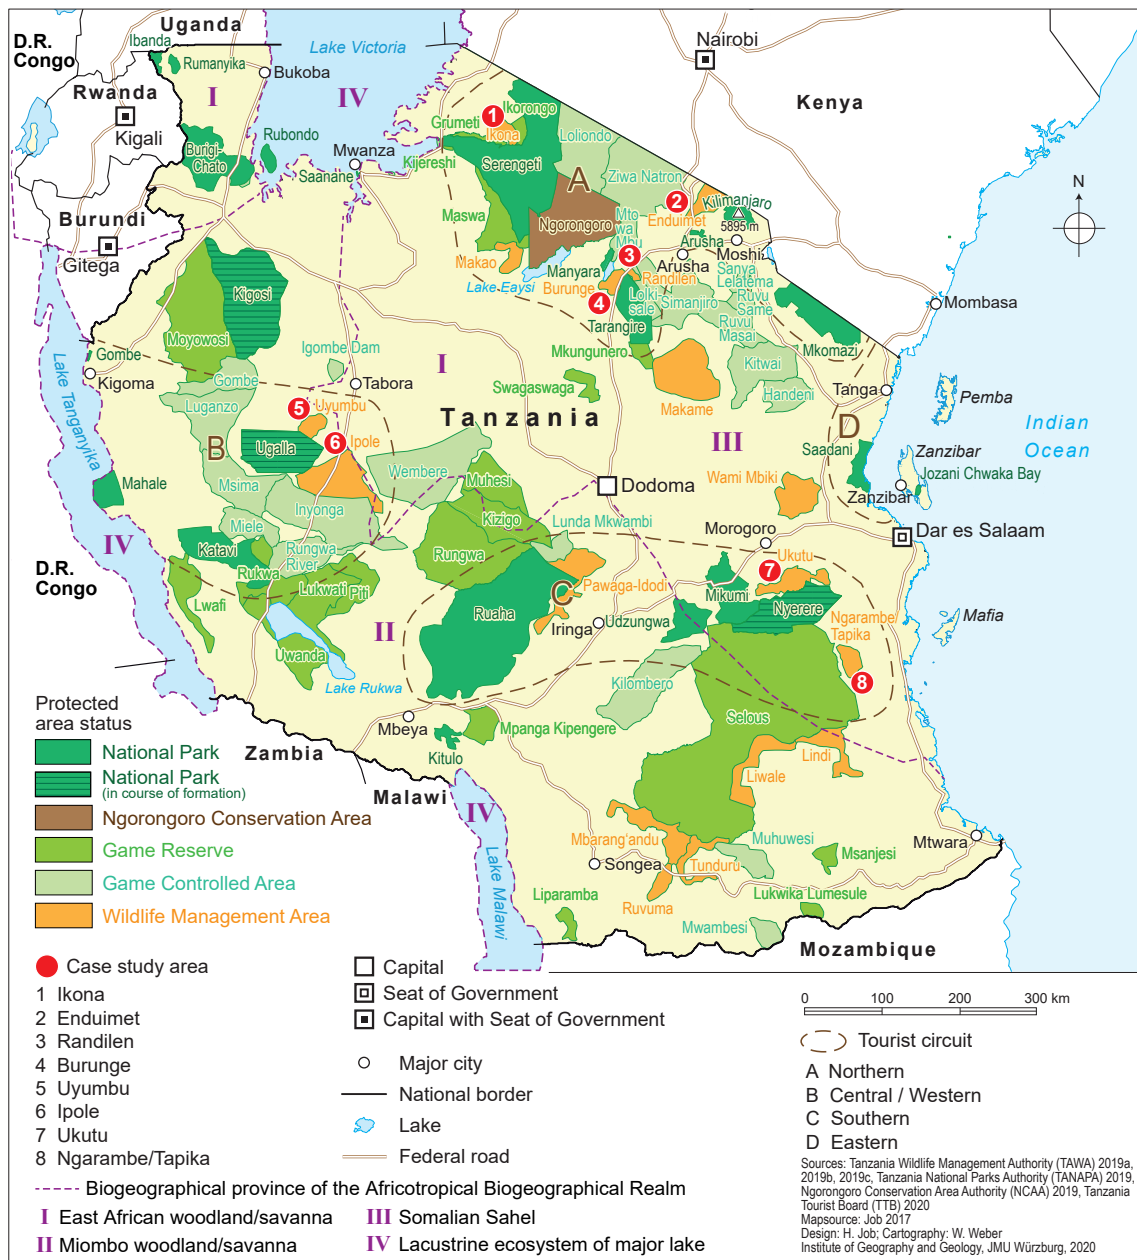 Uganda
D.R.
Congo
Ibanda
Rumanyika
Bukoba
Lake Victoria
Nairobi
Rwanda
Kigali
I
IV
Kenya
Rubondo
Burigi-
Chato
Mwanza
Saanane
Burundi
Gitega
1
Ikorongo
Grumeti
Ikona
Kijereshi
Serengeti
Loliondo
A
Ziwa Natron
Maswa
Ngorongoro
Makao
Lake Eaysi
2
Enduimet
Kilimanjaro
5895 m
Mto
wa
Mbu
Arusha
Moshi
Arusha
3
Manyara
Burunge
Randilen
4
Sanya
Lelatema
Lolki
sale
Simanjiro
Ruvu
Same
Ruvu
Masai
Tarangire
Mkomazi
Mombasa
N
Kigosi
Moyowosi
Gombe
Kigoma
Lake Tanganyika
Gombe
Igombe Dam
Tabora
I
Mkungunero
Swagaswaga
Makame
Kitwai
Handeni
Tanga
Pemba
Luganzo
5
Uyumbu
Tanzania
B
Ugalla
6
Ipole
III
D
Indian
Ocean
Saadani
Zanzibar
Jozani Chwaka Bay
Zanzibar
Mahale
Msima
Wembere
Muhesi
Dodoma
Wami Mbiki
Inyonga
Kizigo
Miele
Lunda Mkwambi
Morogoro
Dar es Salaam
IV
D.R.
Congo
Katavi
Rungwa
River
Rungwa
Ukutu
7
Rukwa
Lukwati
Piti
Pawaga-Idodi
C
Mikumi
Nyerere
Lwafi
Ruaha
Iringa
Udzungwa
Ngarambe/
Tapika
Mafia
II
Uwanda
Lake Rukwa
8
Kilombero
Selous
Mbeya
Mpanga Kipengere
Kitulo
Zambia
Malawi
IV
Lake Malawi
Lindi
Liwale
Mbarang'andu
Muhuwesi
Songea
Tunduru
Msanjesi
Mtwara
Ruvuma
Liparamba
Lukwika Lumesule
Mwambesi
Mozambique
Protected
area status
National Park
National Park
(in course of formation)
Ngorongoro Conservation Area
Game Reserve
Game Controlled Area
Wildlife Management Area
Case study area
1 Ikona
2 Enduimet
3 Randilen
4 Burunge
5 Uyumbu
6 Ipole
7 Ukutu
8 Ngarambe/Tapika
Capital
Seat of Government
Capital with Seat of Government
Major city
National border
Lake
Federal road
0 100 200 300 km
Tourist circuit
A Northern
B Central / Western
C Southern
D Eastern
Biogeographical province of the Africotropical Biogeographical Realm
I East African woodland/savanna
II Miombo woodland/savanna
III Somalian Sahel
IV Lacustrine ecosystem of major lake
Sources: Tanzania Wildlife Management Authority (TAWA) 2019a,
2019b, 2019c, Tanzania National Parks Authority (TANAPA) 2019,
Ngorongoro Conservation Area Authority (NCAA) 2019, Tanzania
Tourist Board (TTB) 2020
Mapsource: Job 2017
Design: H. Job; Cartography: W. Weber
Institute of Geography and Geology, JMU Würzburg, 2020